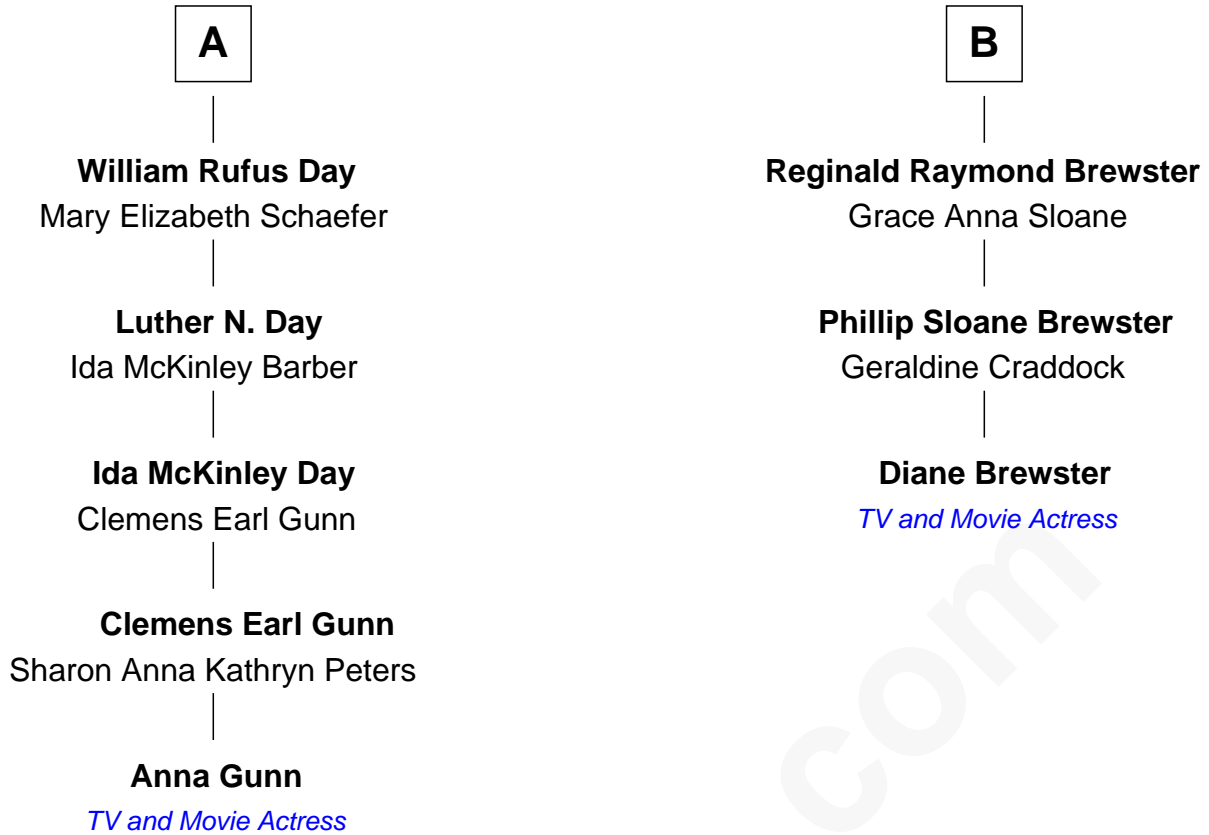 A
William Rufus Day
Mary Elizabeth Schaefer
Luther N. Day
Ida McKinley Barber
Ida McKinley Day
Clemens Earl Gunn
Clemens Earl Gunn
Sharon Anna Kathryn Peters
Anna Gunn
TV and Movie Actress
B
Reginald Raymond Brewster
Grace Anna Sloane
Phillip Sloane Brewster
Geraldine Craddock
Diane Brewster
TV and Movie Actress
com